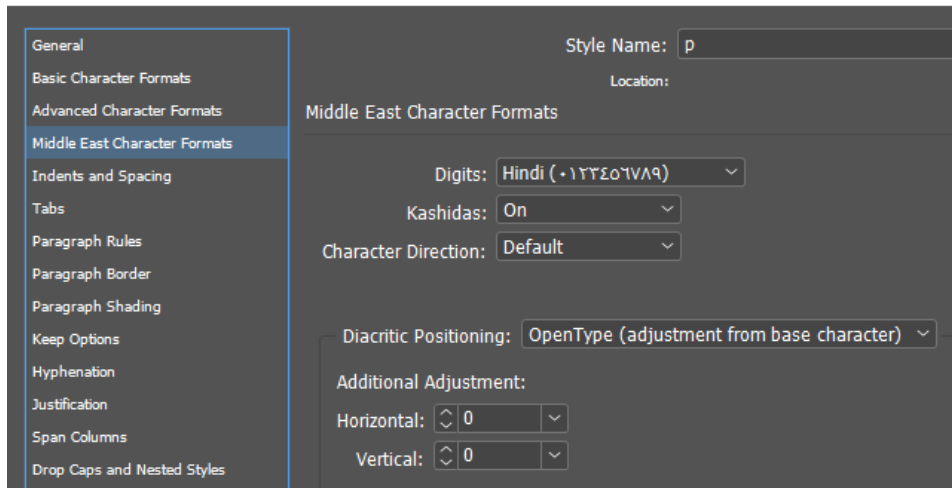 General
Basic Character Formats
Advanced Character Formats
Middle East Character Formats
Indents and Spacing
Tabs
Paragraph Rules
Paragraph Border
Paragraph Shading
Keep Options
Hyphenation
Justification
Span Columns
Drop Caps and Nested Styles
Style Name: p
Location:
Middle East Character Formats
Digits: Hindi (٠١٢٣٤٥٦٧٨٩)
Kashidas: On
Character Direction: Default
Diacritic Positioning: OpenType (adjustment from base character)
Additional Adjustment:
Horizontal: 0
Vertical: 0